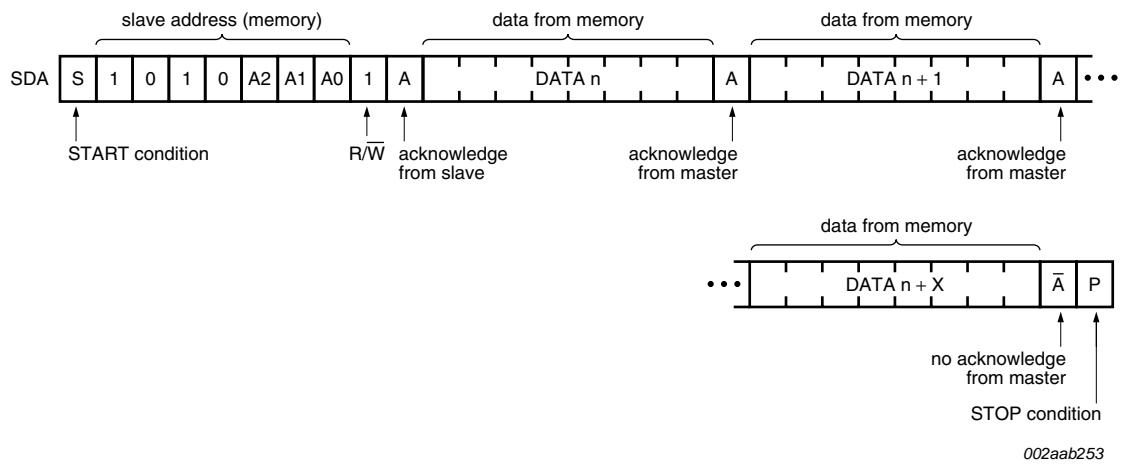 slave address (memory) data from memory data from memory
SDA S 1 0 1 0 A2 A1 A0 1 A DATA n A DATA n + 1 A •••
START condition R/W̅ acknowledge from slave acknowledge from master acknowledge from master
data from memory
••• DATA n + X A̅ P
no acknowledge
from master
STOP condition
002aab253